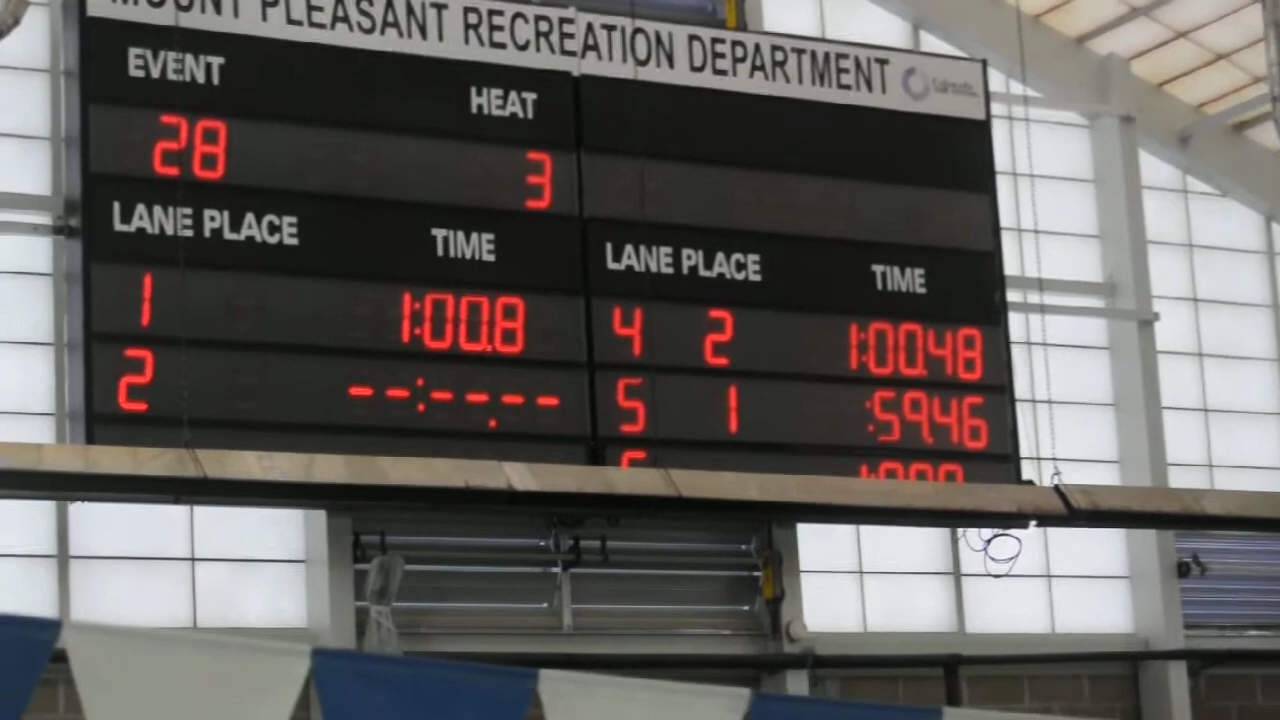 MOUNT PLEASANT RECREATION DEPARTMENT
EVENT HEAT
28 3
LANE PLACE TIME
1 1:00.8
2 --:--.--
LANE PLACE TIME
4 2 1:00.48
5 1 :59.46